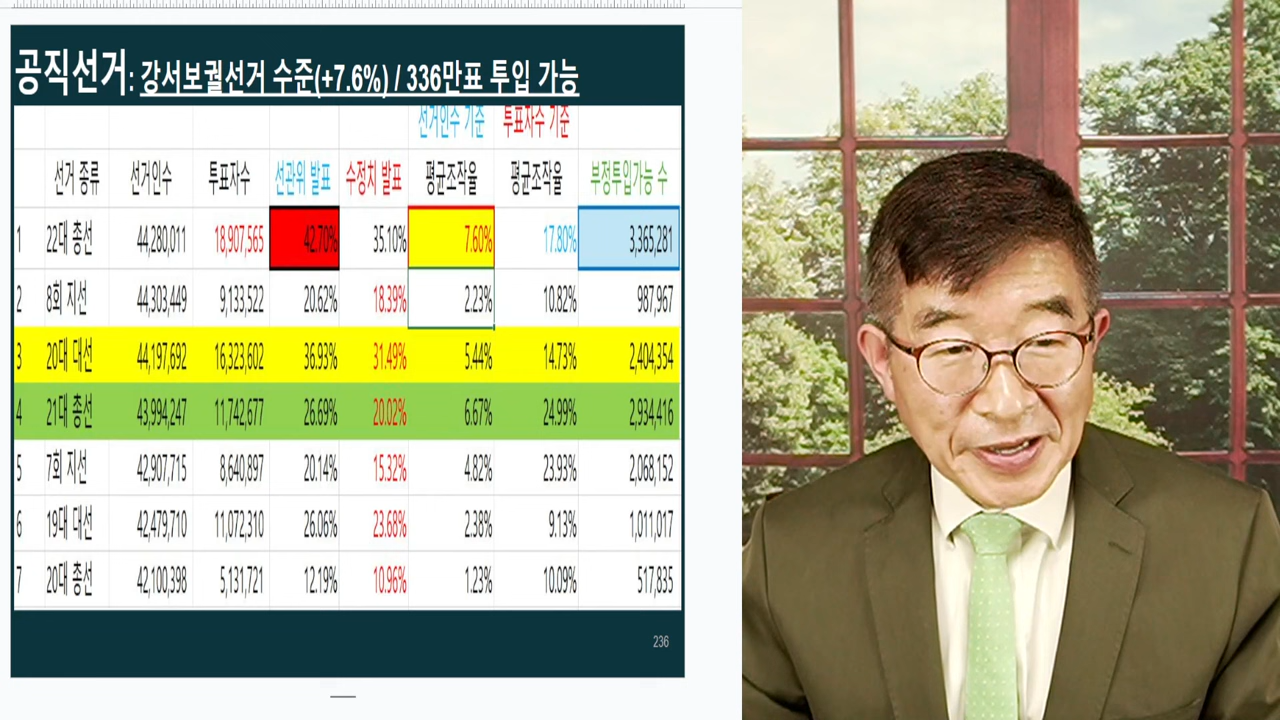 공직선거: 강서보궐선거 수준(+7.6%) / 336만표 투입 가능
선거인수 기준 투표자수 기준
선거 종류 선거인수 투표자수 선관위 발표 수정치 발표 평균조작율 평균조작율 부정투입가능 수
1 22대 총선 44,280,011 18,907,565 42.70% 35.10% 7.60% 17.80% 3,365,281
2 8회 지선 44,303,449 9,133,522 20.62% 18.39% 2.23% 10.82% 987,967
3 20대 대선 44,197,692 16,323,602 36.93% 31.49% 5.44% 14.73% 2,404,354
4 21대 총선 43,994,247 11,742,677 26.69% 20.02% 6.67% 24.99% 2,934,416
5 7회 지선 42,907,715 8,640,897 20.14% 15.32% 4.82% 23.93% 2,068,152
6 19대 대선 42,479,710 11,072,310 26.06% 23.68% 2.38% 9.13% 1,011,017
7 20대 총선 42,100,398 5,131,721 12.19% 10.96% 1.23% 10.09% 517,835
236